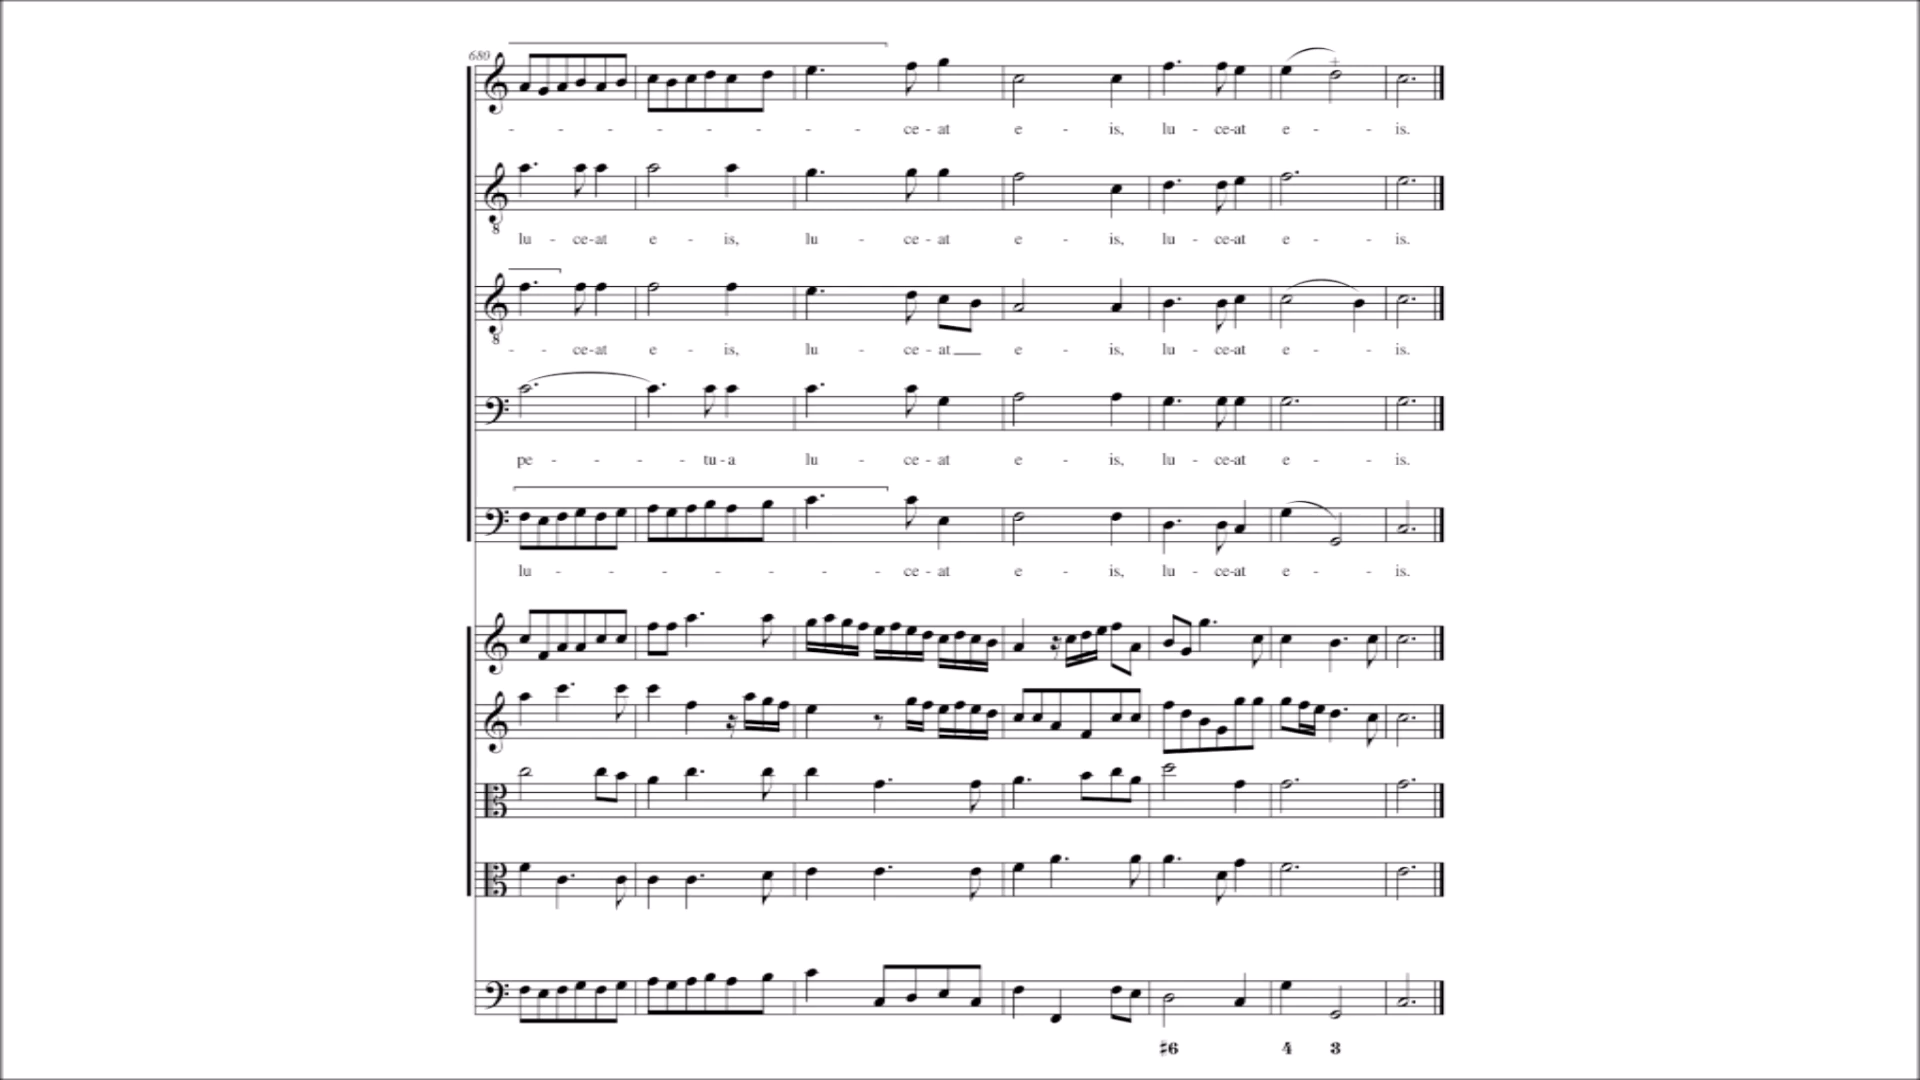 689
ce - at e - is, lu - ce-at e - - is.
lu - ce-at e - is, lu - ce - at e - is, lu - ce-at e - - is.
- - ce-at e - is, lu - ce - at e - is, lu - ce-at e - - is.
pe - - - - tu - a lu - ce - at e - is, lu - ce-at e - - is.
lu - - - - - - - ce - at e - is, lu - ce-at e - - is.
♯6 4 3